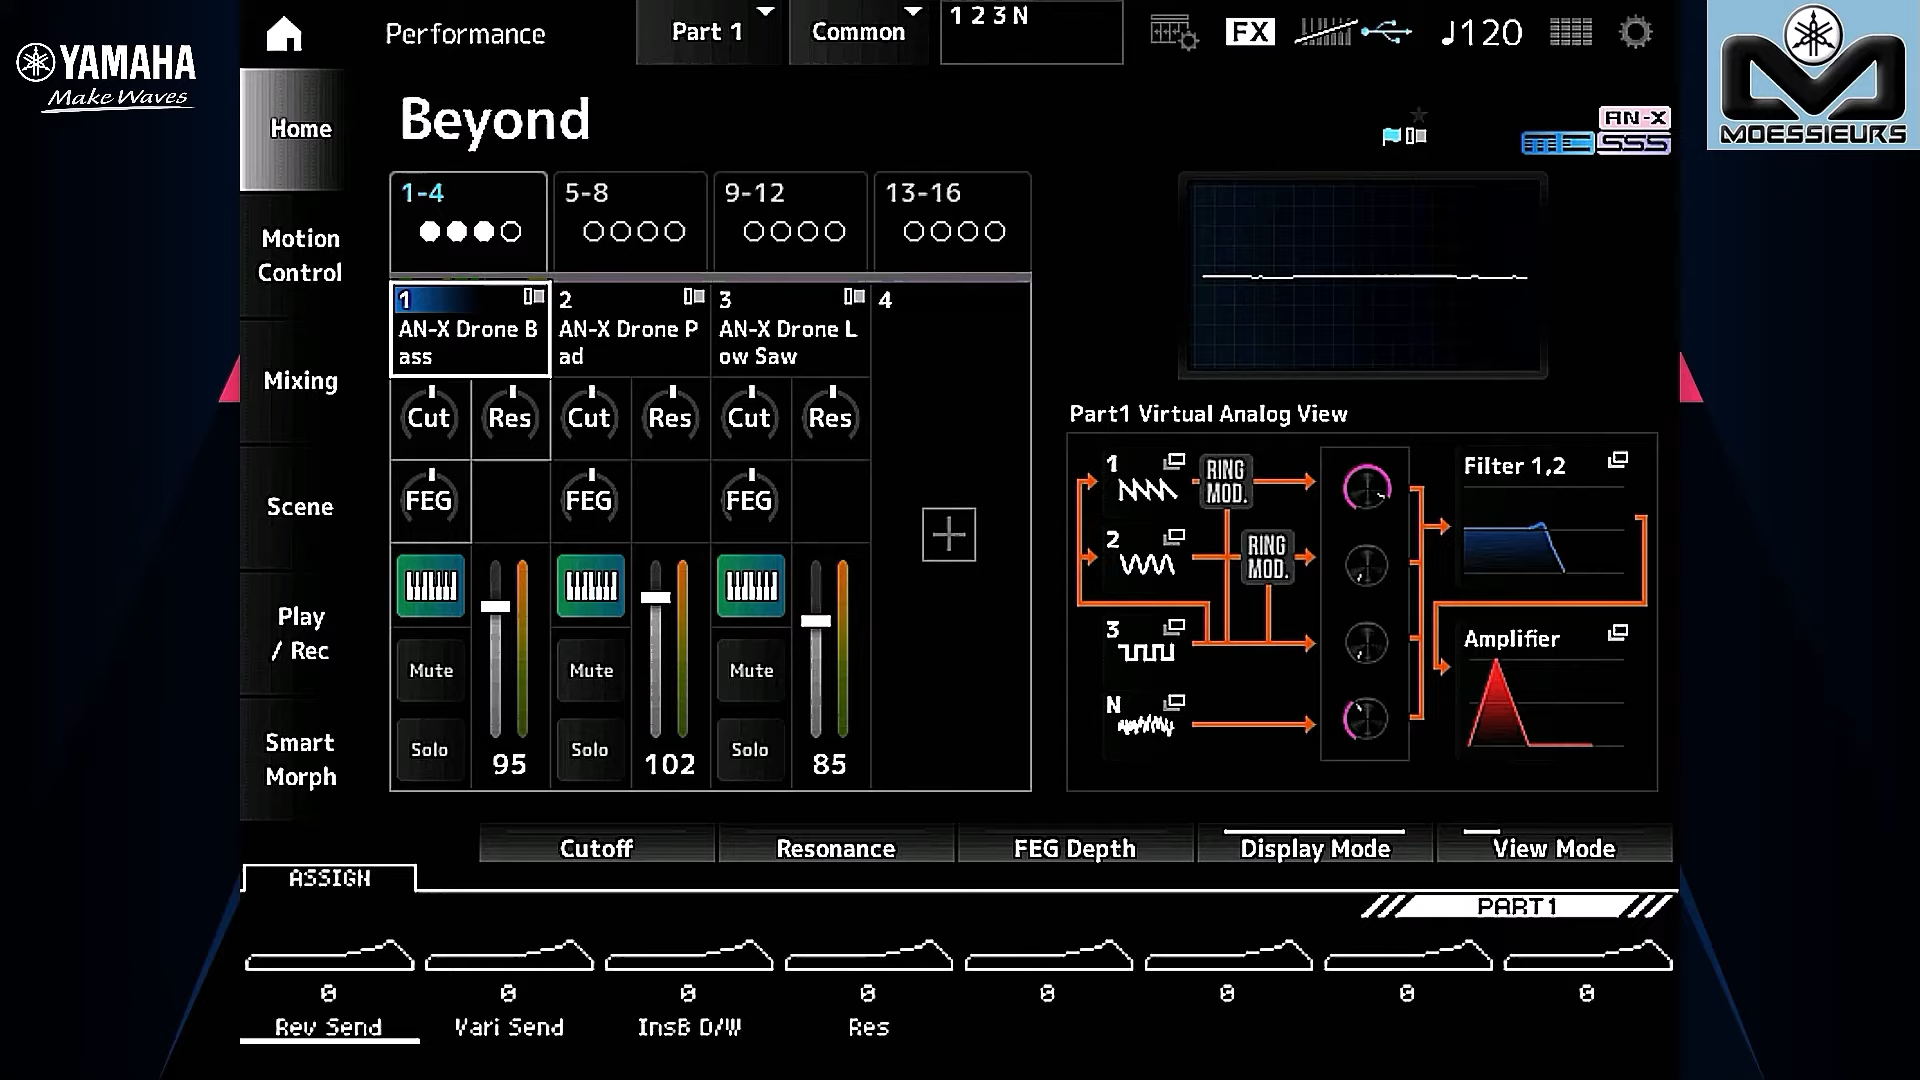 YAMAHA
Make Waves
Performance
Part 1
Common
1 2 3 N
FX
♩120
MOESSIEURS
Home
Motion
Control
Mixing
Scene
Play
/ Rec
Smart
Morph
Beyond
AN-X
SSS
1-4
5-8
9-12
13-16
1
AN-X Drone B
ass
2
AN-X Drone P
ad
3
AN-X Drone L
ow Saw
4
Cut
Res
Cut
Res
Cut
Res
FEG
FEG
FEG
Mute
Mute
Mute
Solo
Solo
Solo
95
102
85
Part1 Virtual Analog View
1
RING
MOD.
2
RING
MOD.
3
N
Filter 1,2
Amplifier
Cutoff
Resonance
FEG Depth
Display Mode
View Mode
ASSIGN
PART1
0
0
0
0
0
0
0
0
Rev Send
Vari Send
InsB D/W
Res